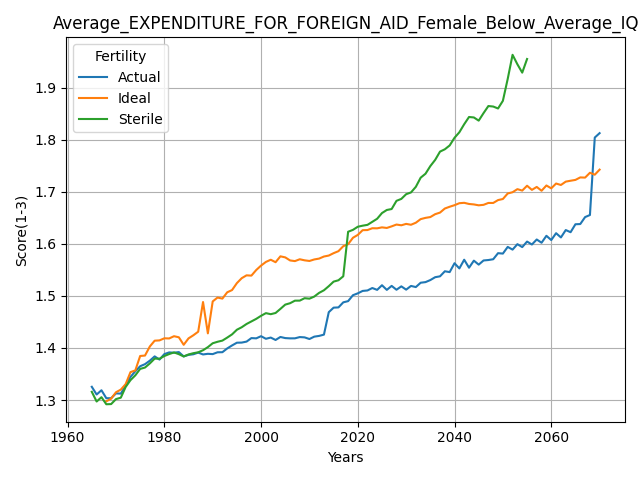 Average_EXPENDITURE_FOR_FOREIGN_AID_Female_Below_Average_IQ
Fertility
Actual
Ideal
Sterile
Score(1-3)
1.9
1.8
1.7
1.6
1.5
1.4
1.3
1960 1980 2000 2020 2040 2060
Years